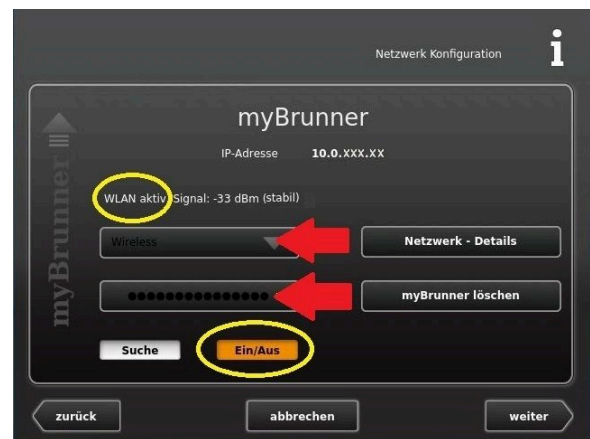 Netzwerk Konfiguration
i
myBrunner
myBrunner
IP-Adresse 10.0.XXX.XX
WLAN aktiv Signal: -33 dBm (stabil)
Wireless
Netzwerk - Details
myBrunner löschen
Suche
Ein/Aus
zurück
abbrechen
weiter